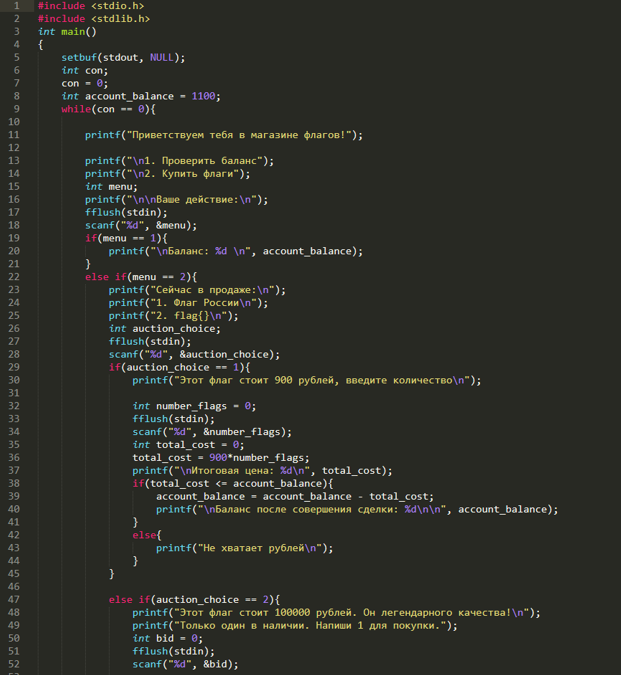 1 #include <stdio.h>
2 #include <stdlib.h>
3 int main()
4 {
5     setbuf(stdout, NULL);
6     int con;
7     con = 0;
8     int account_balance = 1100;
9     while(con == 0){
10
11         printf("Приветствуем тебя в магазине флагов!");
12
13         printf("\n1. Проверить баланс");
14         printf("\n2. Купить флаги");
15         int menu;
16         printf("\n\nВаше действие:\n");
17         fflush(stdin);
18         scanf("%d", &menu);
19         if(menu == 1){
20             printf("\nБаланс: %d \n", account_balance);
21         }
22         else if(menu == 2){
23             printf("Сейчас в продаже:\n");
24             printf("1. Флаг России\n");
25             printf("2. flag{}\n");
26             int auction_choice;
27             fflush(stdin);
28             scanf("%d", &auction_choice);
29             if(auction_choice == 1){
30                 printf("Этот флаг стоит 900 рублей, введите количество\n");
31
32                 int number_flags = 0;
33                 fflush(stdin);
34                 scanf("%d", &number_flags);
35                 int total_cost = 0;
36                 total_cost = 900*number_flags;
37                 printf("\nИтоговая цена: %d\n", total_cost);
38                 if(total_cost <= account_balance){
39                     account_balance = account_balance - total_cost;
40                     printf("\nБаланс после совершения сделки: %d\n\n", account_balance);
41                 }
42                 else{
43                     printf("Не хватает рублей\n");
44                 }
45             }
46
47             else if(auction_choice == 2){
48                 printf("Этот флаг стоит 100000 рублей. Он легендарного качества!\n");
49                 printf("Только один в наличии. Напиши 1 для покупки.");
50                 int bid = 0;
51                 fflush(stdin);
52                 scanf("%d", &bid);